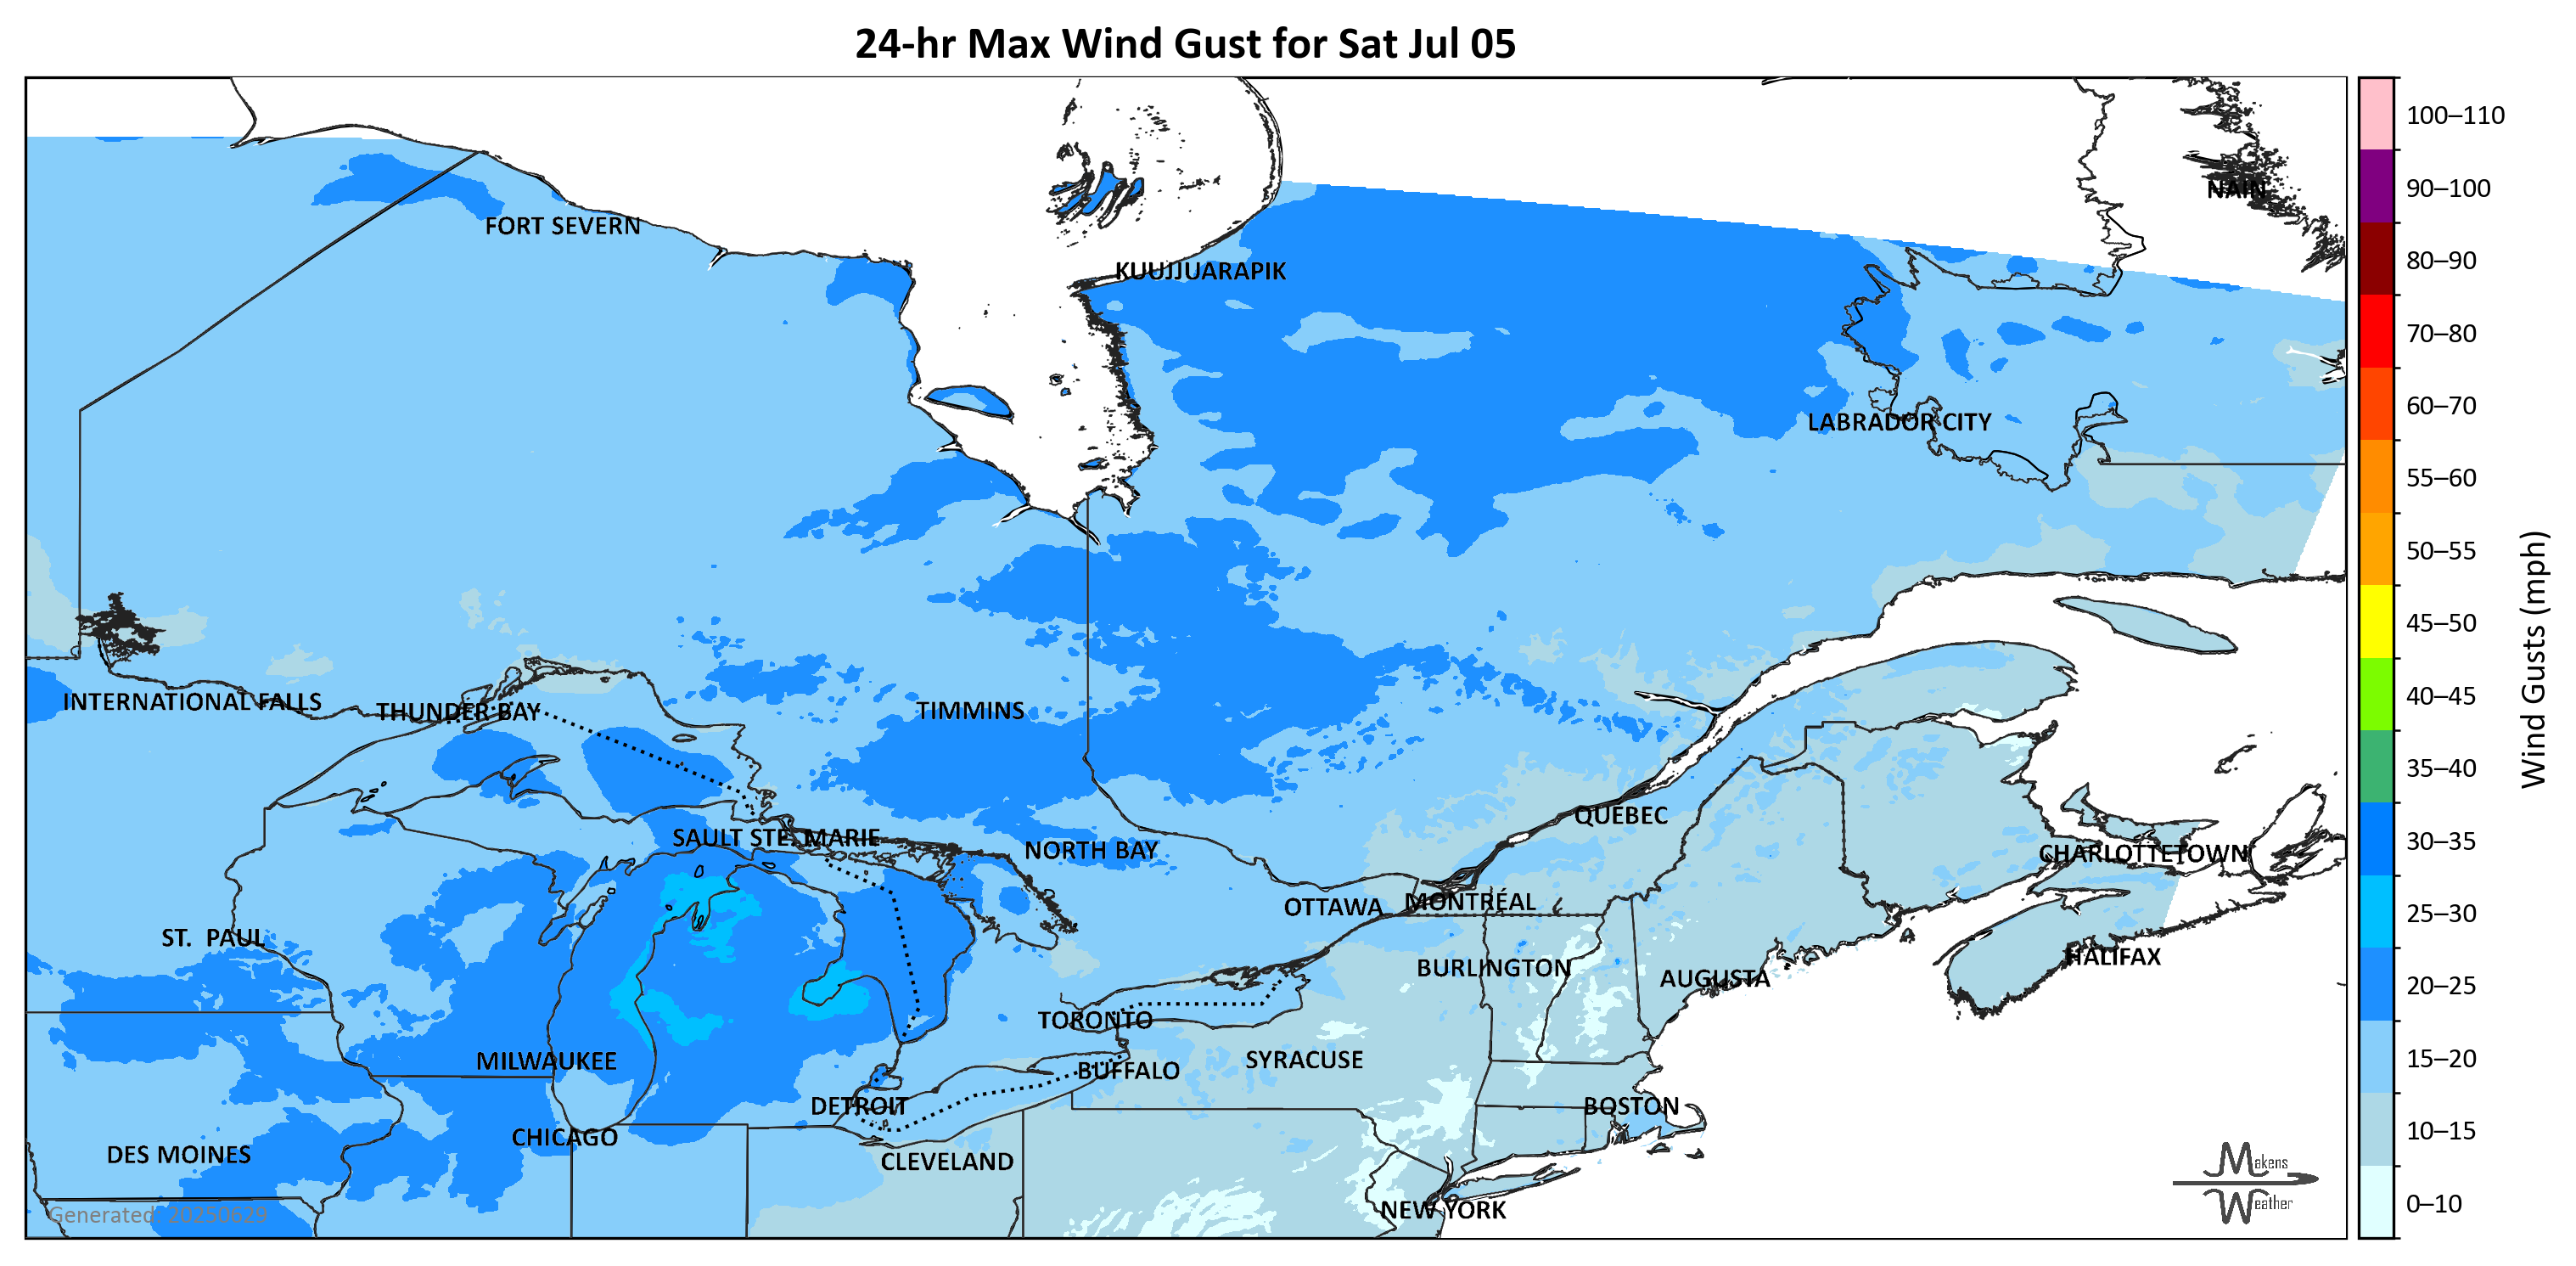 24-hr Max Wind Gust for Sat Jul 05
100–110
90–100
80–90
70–80
60–70
55–60
50–55
45–50
40–45
35–40
30–35
25–30
20–25
15–20
10–15
0–10
Wind Gusts (mph)
NAIN
FORT SEVERN
KUUJJUARAPIK
LABRADOR CITY
INTERNATIONAL FALLS
THUNDER BAY
TIMMINS
QUEBEC
SAULT STE. MARIE
NORTH BAY
CHARLOTTETOWN
OTTAWA
MONTRÉAL
ST. PAUL
HALIFAX
BURLINGTON
AUGUSTA
TORONTO
MILWAUKEE
SYRACUSE
BUFFALO
DETROIT
BOSTON
CHICAGO
DES MOINES
CLEVELAND
NEW YORK
Generated: 20250629
Makens
Weather